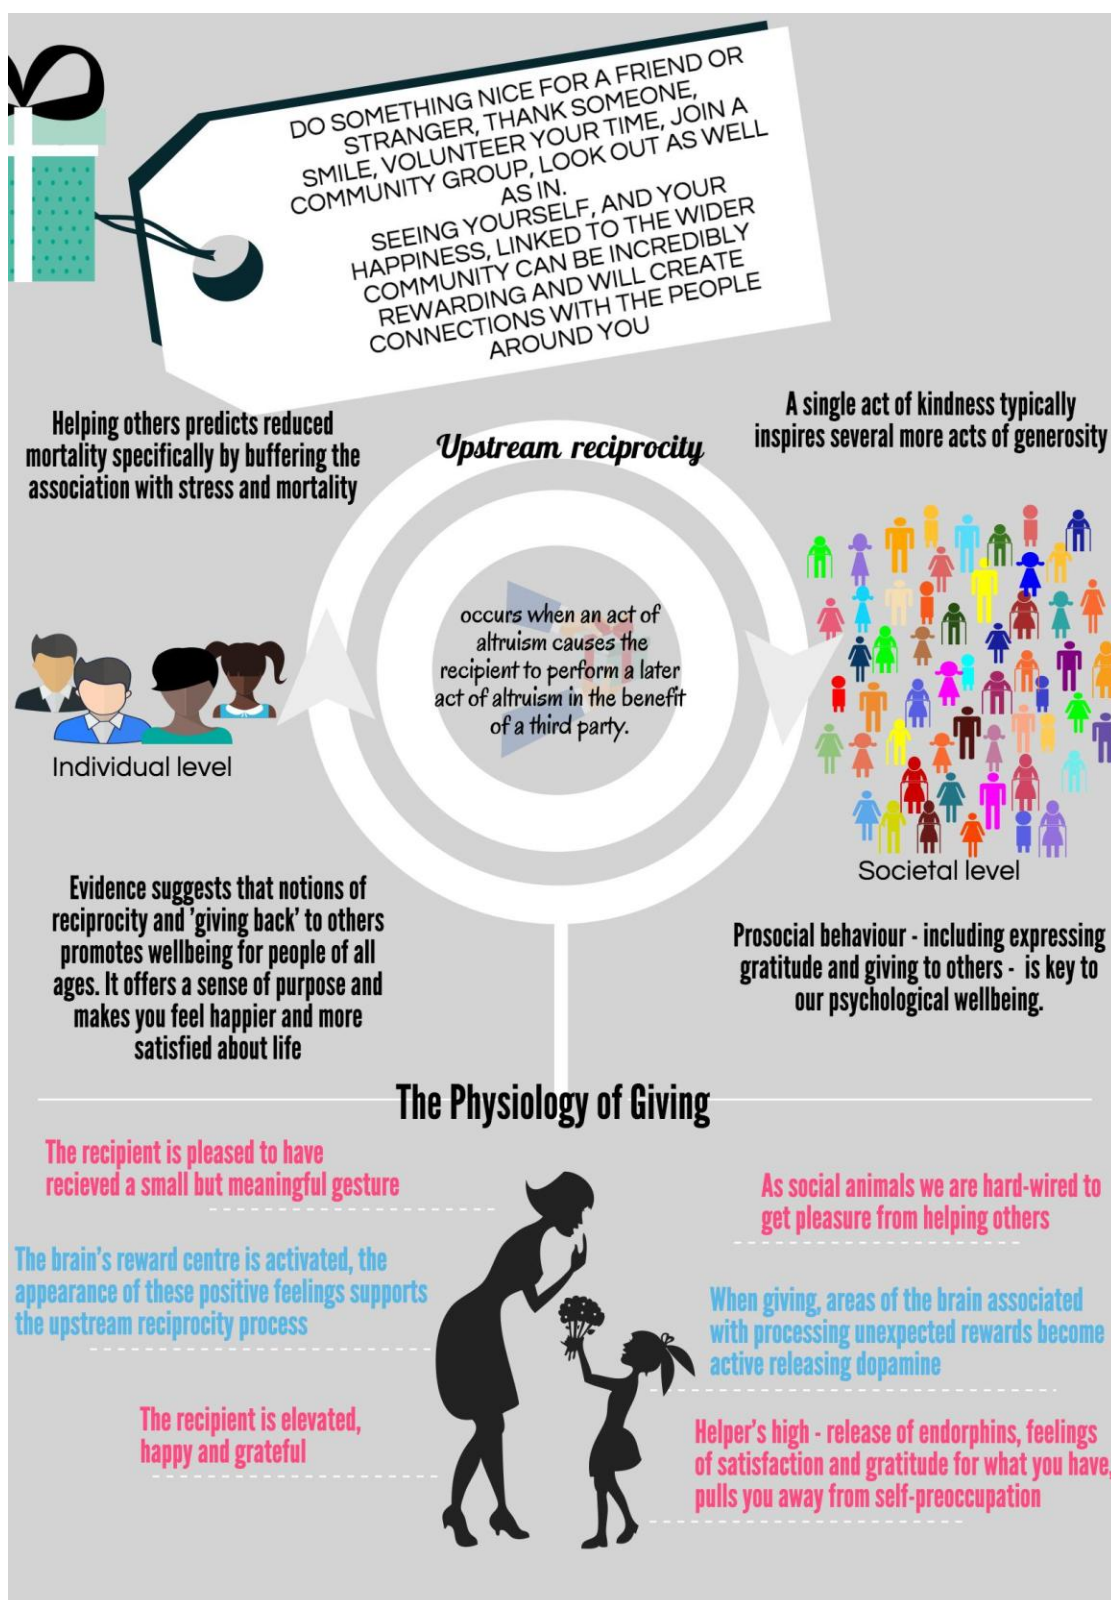 DO SOMETHING NICE FOR A FRIEND OR
STRANGER, THANK SOMEONE,
SMILE, VOLUNTEER YOUR TIME, JOIN A
COMMUNITY GROUP, LOOK OUT AS WELL
AS IN.
SEEING YOURSELF, AND YOUR
HAPPINESS, LINKED TO THE WIDER
COMMUNITY CAN BE INCREDIBLY
REWARDING AND WILL CREATE
CONNECTIONS WITH THE PEOPLE
AROUND YOU
Helping others predicts reduced
mortality specifically by buffering the
association with stress and mortality
Upstream reciprocity
A single act of kindness typically
inspires several more acts of generosity
occurs when an act of
altruism causes the
recipient to perform a later
act of altruism in the benefit
of a third party.
Individual level
Societal level
Evidence suggests that notions of
reciprocity and 'giving back' to others
promotes wellbeing for people of all
ages. It offers a sense of purpose and
makes you feel happier and more
satisfied about life
Prosocial behaviour - including expressing
gratitude and giving to others - is key to
our psychological wellbeing.
The Physiology of Giving
The recipient is pleased to have
recieved a small but meaningful gesture
The brain's reward centre is activated, the
appearance of these positive feelings supports
the upstream reciprocity process
The recipient is elevated,
happy and grateful
As social animals we are hard-wired to
get pleasure from helping others
When giving, areas of the brain associated
with processing unexpected rewards become
active releasing dopamine
Helper's high - release of endorphins, feelings
of satisfaction and gratitude for what you have,
pulls you away from self-preoccupation